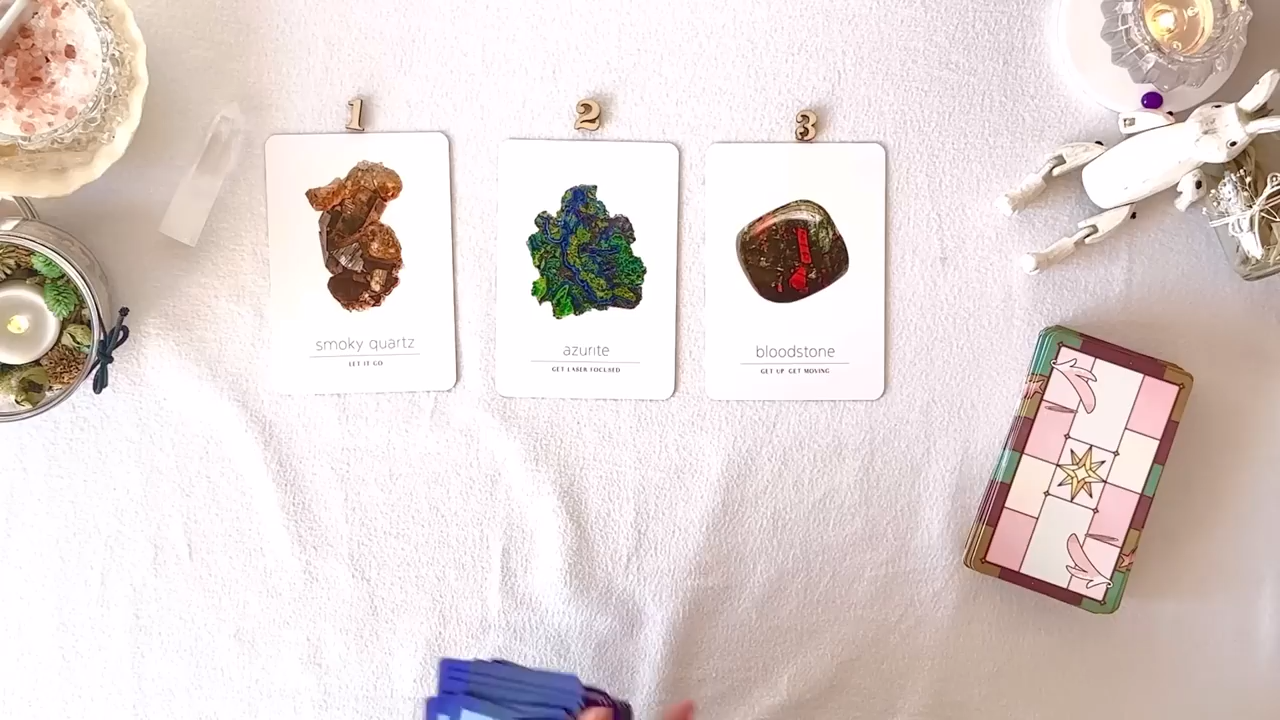 1
2
3
smoky quartz
LET IT GO
azurite
GET LASER FOCUSED
bloodstone
GET UP GET MOVING